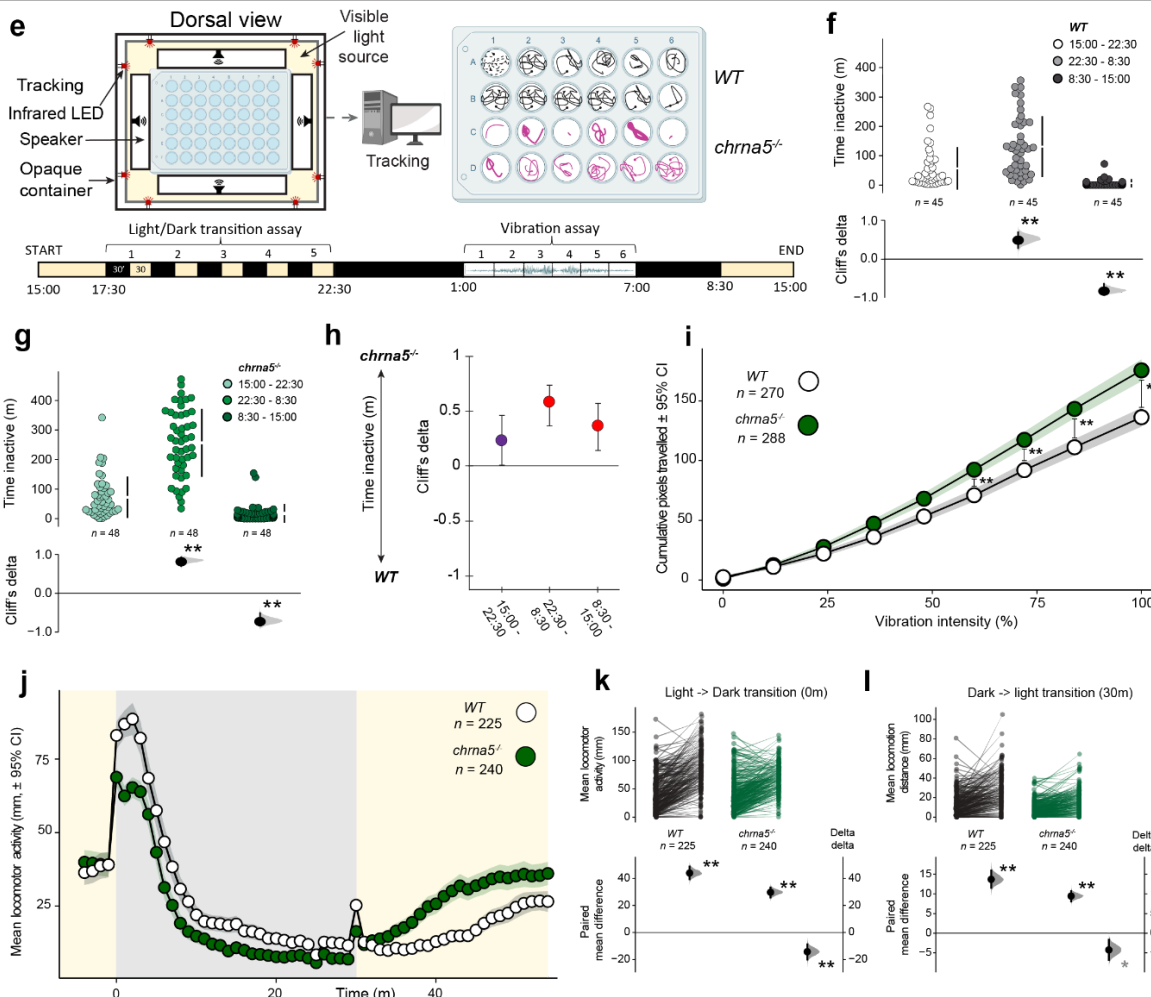 e
Dorsal view
Visible
light
source
Tracking
Infrared LED
Speaker
Opaque
container
Tracking
1 2 3 4 5 6
A
B
C
D
WT
chrna5-/-
Light/Dark transition assay
Vibration assay
START
1 2 3 4 5
1 2 3 4 5 6
END
30' 30
15:00 17:30 22:30 1:00 7:00 8:30 15:00
f
WT
15:00 - 22:30
22:30 - 8:30
8:30 - 15:00
Time inactive (m)
400
300
200
100
0
n = 45 n = 45 n = 45
Cliff's delta
1.0
0.0
−1.0
**
**
g
chrna5-/-
15:00 - 22:30
22:30 - 8:30
8:30 - 15:00
Time inactive (m)
400
300
200
100
0
n = 48 n = 48 n = 48
Cliff's delta
1.0
0.0
−1.0
**
**
h
chrna5-/-
Time inactive (m)
WT
Cliff's delta
1
0.5
0
-0.5
-1
15:00 -
22:30
22:30 -
8:30
8:30 -
15:00
i
WT
n = 270
chrna5-/-
n = 288
Cumulative pixels travelled ± 95% CI
150
100
50
0
** ** ** *
0 25 50 75 100
Vibration intensity (%)
j
WT
n = 225
chrna5-/-
n = 240
Mean locomotor activity (mm, ± 95% CI)
75
50
25
0 20 40
Time (m)
k
Light -> Dark transition (0m)
Mean locomotor
activity (mm)
150
100
50
0
WT
n = 225
chrna5-/-
n = 240
Delta
delta
Paired
mean difference
40
20
0
−20
40
20
0
−20
**
**
**
l
Dark -> light transition (30m)
Mean locomotion
distance (mm)
100
80
60
40
20
0
WT
n = 225
chrna5-/-
n = 240
Paired
mean difference
15
10
5
0
−5
**
**
*